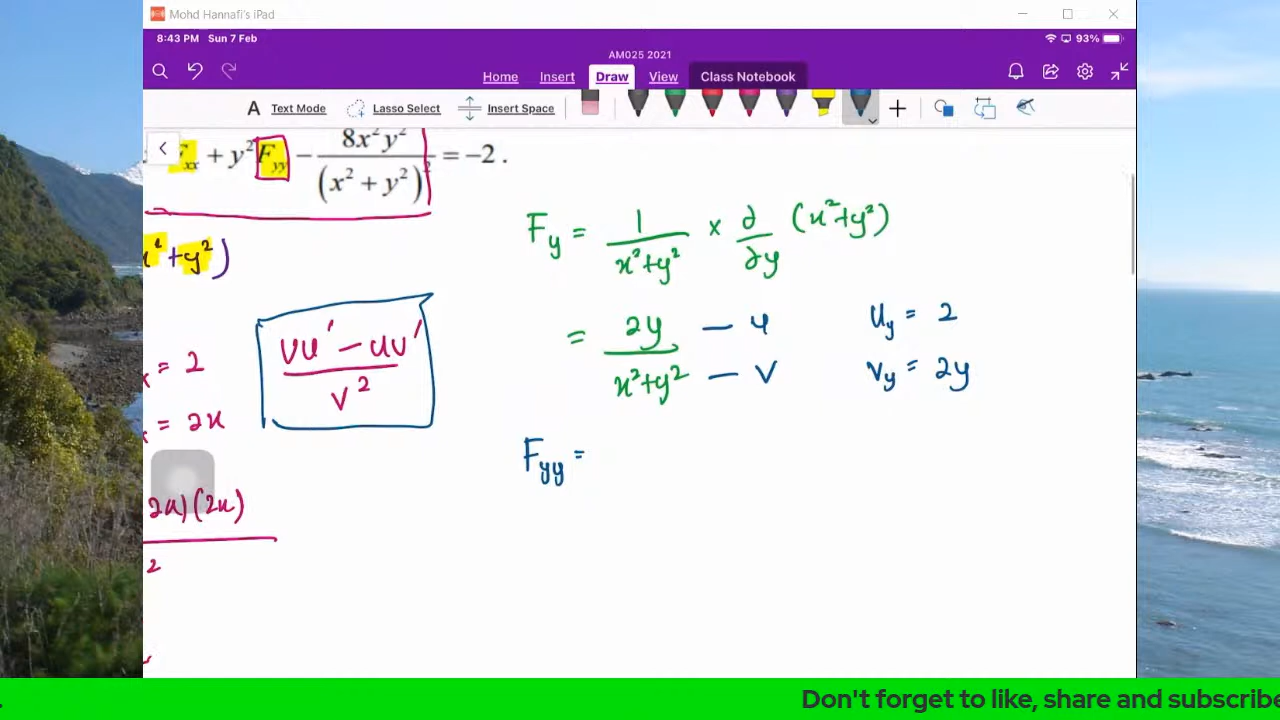 Mohd Hannafi's iPad
8:43 PM Sun 7 Feb
93%
AM025 2021
Home Insert Draw View Class Notebook
A Text Mode Lasso Select Insert Space
F_xx + y² F_yy − 8x²y² / (x² + y²)² = −2 .
F_y = 1/(x²+y²) × ∂/∂y (x²+y²)
+y²)
= 2y/(x²+y²) — u — v
u_y = 2
v_y = 2y
(vu' − uv')/v²
= 2
= 2x
F_yy =
2x)(2x)
2
Don't forget to like, share and subscribe